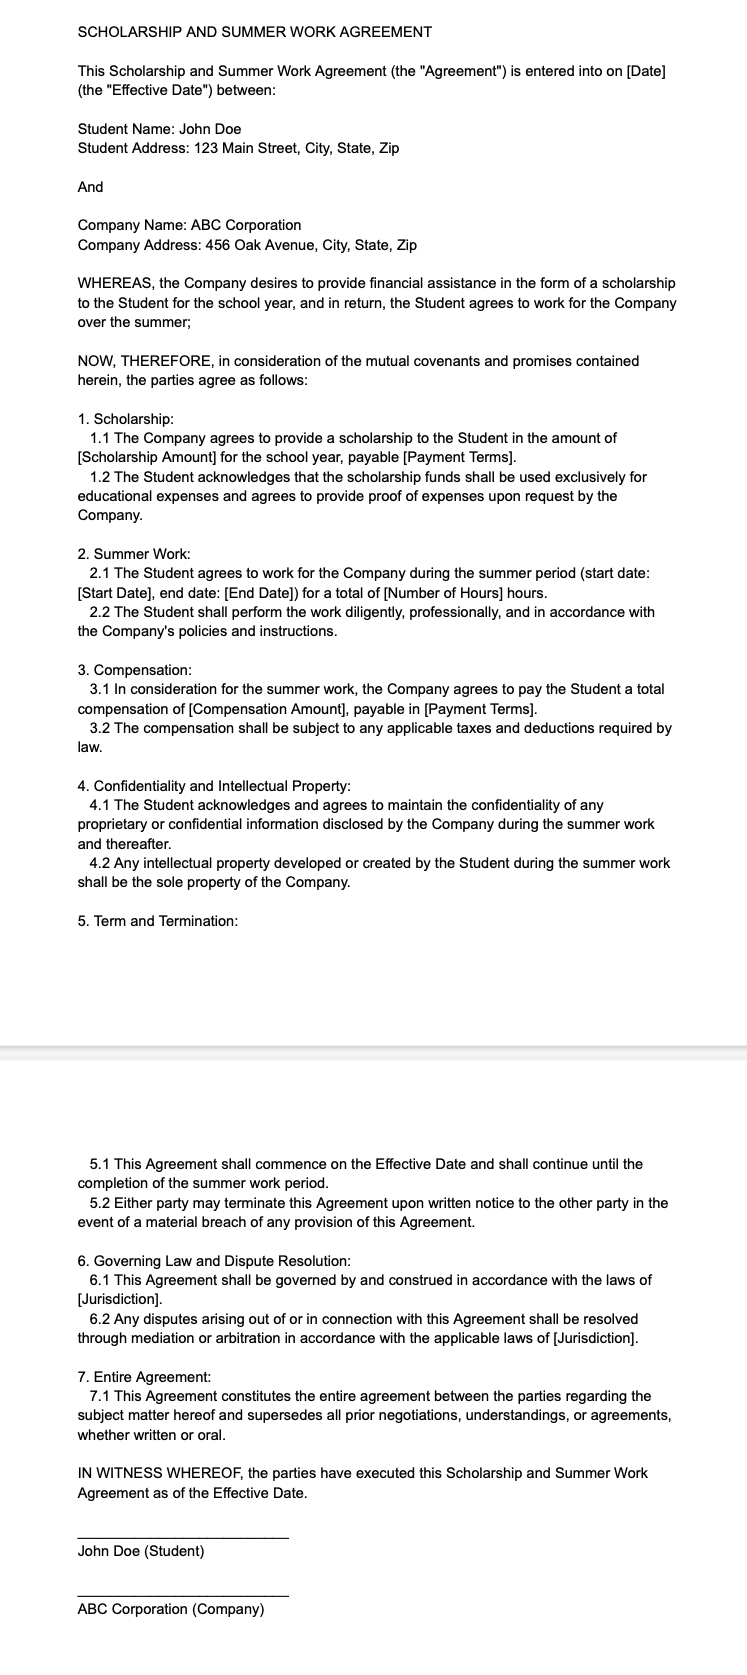 SCHOLARSHIP AND SUMMER WORK AGREEMENT
This Scholarship and Summer Work Agreement (the "Agreement") is entered into on [Date]
(the "Effective Date") between:
Student Name: John Doe
Student Address: 123 Main Street, City, State, Zip
And
Company Name: ABC Corporation
Company Address: 456 Oak Avenue, City, State, Zip
WHEREAS, the Company desires to provide financial assistance in the form of a scholarship
to the Student for the school year, and in return, the Student agrees to work for the Company
over the summer;
NOW, THEREFORE, in consideration of the mutual covenants and promises contained
herein, the parties agree as follows:
1. Scholarship:
1.1 The Company agrees to provide a scholarship to the Student in the amount of
[Scholarship Amount] for the school year, payable [Payment Terms].
1.2 The Student acknowledges that the scholarship funds shall be used exclusively for
educational expenses and agrees to provide proof of expenses upon request by the
Company.
2. Summer Work:
2.1 The Student agrees to work for the Company during the summer period (start date:
[Start Date], end date: [End Date]) for a total of [Number of Hours] hours.
2.2 The Student shall perform the work diligently, professionally, and in accordance with
the Company's policies and instructions.
3. Compensation:
3.1 In consideration for the summer work, the Company agrees to pay the Student a total
compensation of [Compensation Amount], payable in [Payment Terms].
3.2 The compensation shall be subject to any applicable taxes and deductions required by
law.
4. Confidentiality and Intellectual Property:
4.1 The Student acknowledges and agrees to maintain the confidentiality of any
proprietary or confidential information disclosed by the Company during the summer work
and thereafter.
4.2 Any intellectual property developed or created by the Student during the summer work
shall be the sole property of the Company.
5. Term and Termination:
5.1 This Agreement shall commence on the Effective Date and shall continue until the
completion of the summer work period.
5.2 Either party may terminate this Agreement upon written notice to the other party in the
event of a material breach of any provision of this Agreement.
6. Governing Law and Dispute Resolution:
6.1 This Agreement shall be governed by and construed in accordance with the laws of
[Jurisdiction].
6.2 Any disputes arising out of or in connection with this Agreement shall be resolved
through mediation or arbitration in accordance with the applicable laws of [Jurisdiction].
7. Entire Agreement:
7.1 This Agreement constitutes the entire agreement between the parties regarding the
subject matter hereof and supersedes all prior negotiations, understandings, or agreements,
whether written or oral.
IN WITNESS WHEREOF, the parties have executed this Scholarship and Summer Work
Agreement as of the Effective Date.
John Doe (Student)
ABC Corporation (Company)